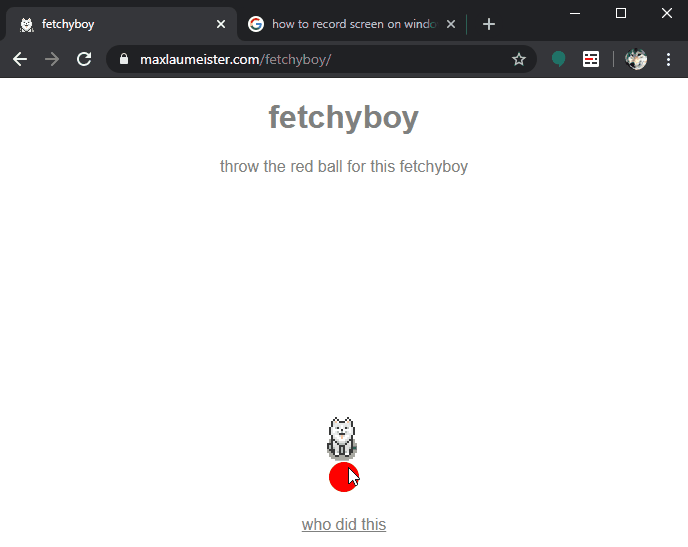 fetchyboy
how to record screen on windo
maxlaumeister.com/fetchyboy/
fetchyboy
throw the red ball for this fetchyboy
who did this